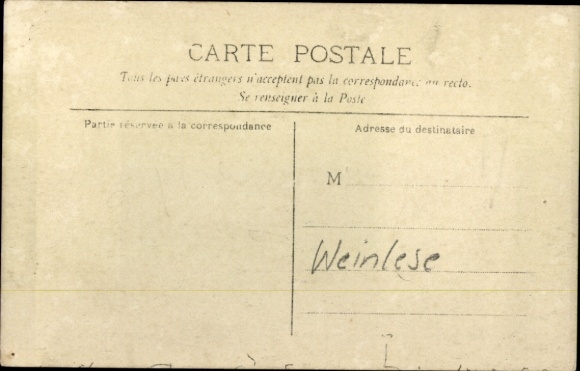 CARTE POSTALE
Tous les pays étrangers n'acceptent pas la correspondance au recto.
Se renseigner à la Poste
Partie réservée à la correspondance
Adresse du destinataire
M
Weinlese